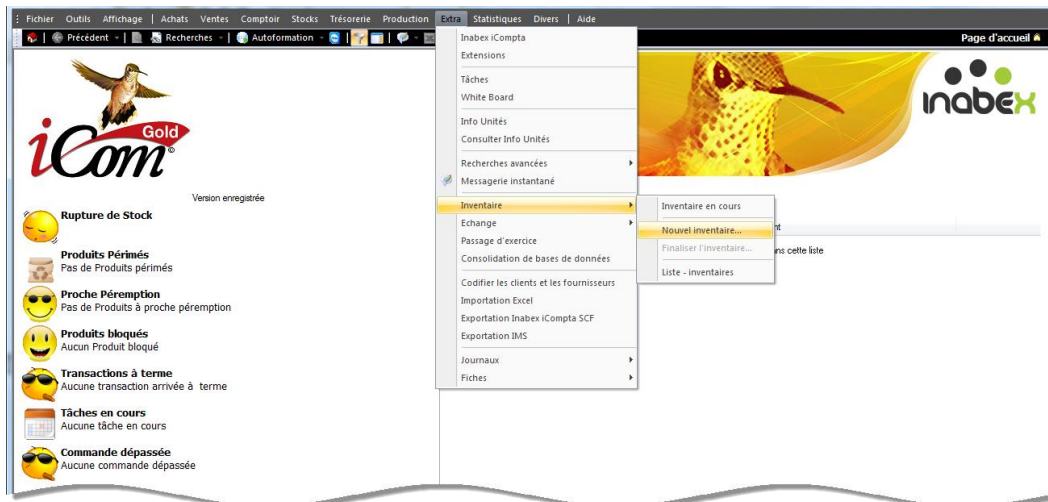 Fichier Outils Affichage | Achats Ventes Comptoir Stocks Trésorerie Production Extra Statistiques Divers | Aide
Précédent Recherches Autoformation Page d'accueil
iCom Gold
inabex
Version enregistrée
Rupture de Stock
Produits Périmés
Pas de Produits périmés
Proche Péremption
Pas de Produits à proche péremption
Produits bloqués
Aucun Produit bloqué
Transactions à terme
Aucune transaction arrivée à terme
Tâches en cours
Aucune tâche en cours
Commande dépassée
Aucune commande dépassée
Inabex iCompta
Extensions
Tâches
White Board
Info Unités
Consulter Info Unités
Recherches avancées
Messagerie instantané
Inventaire
Echange
Passage d'exercice
Consolidation de bases de données
Codifier les clients et les fournisseurs
Importation Excel
Exportation Inabex iCompta SCF
Exportation IMS
Journaux
Fiches
Inventaire en cours
Nouvel inventaire...
Finaliser l'inventaire...
Liste - inventaires
cette liste